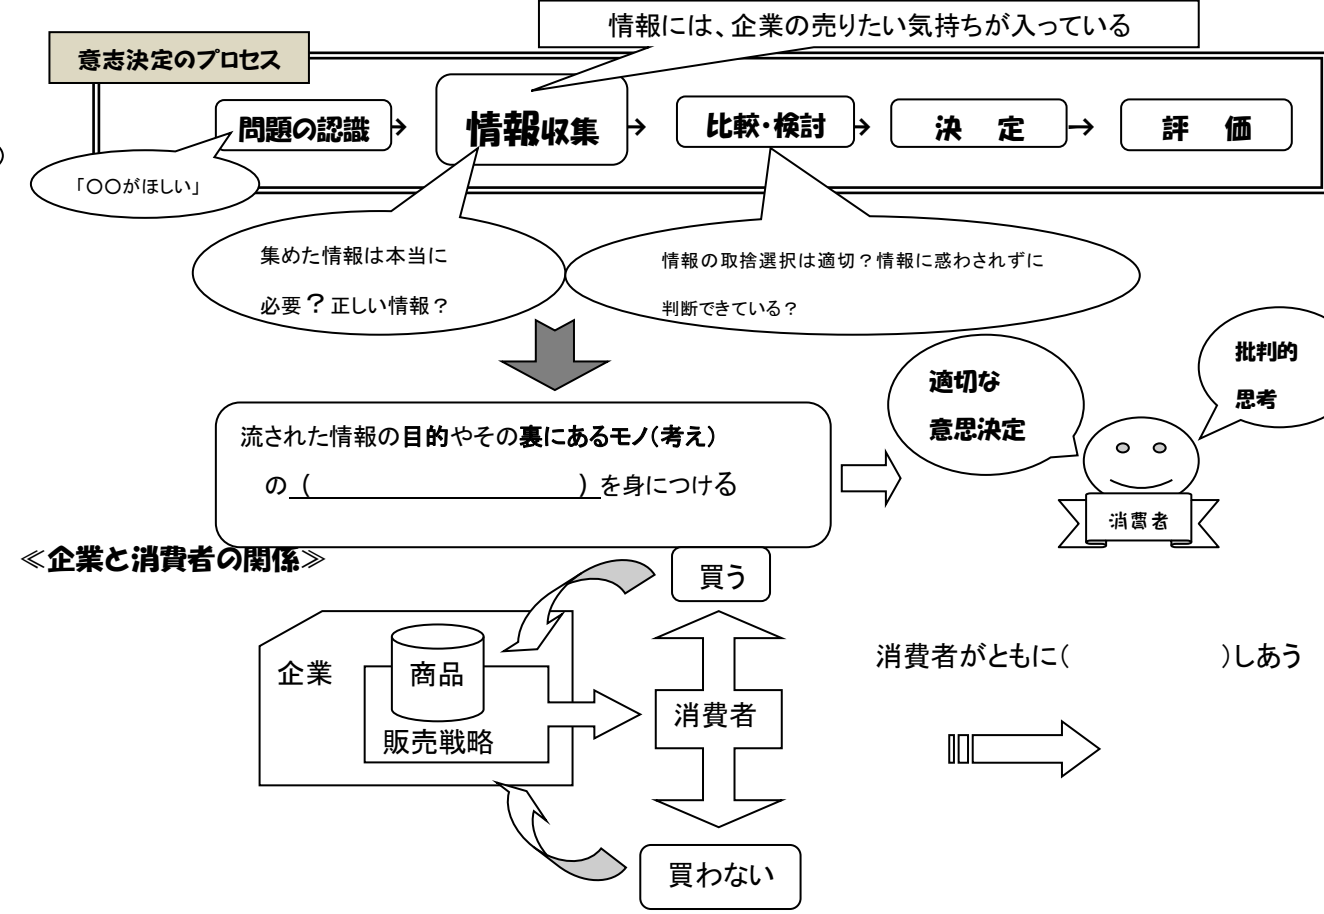 情報には、企業の売りたい気持ちが入っている
意志決定のプロセス
問題の認識 → 情報収集 → 比較・検討 → 決 定 → 評 価
「〇〇がほしい」
集めた情報は本当に
必要？正しい情報？
情報の取捨選択は適切？情報に惑わされずに
判断できている？
適切な
意思決定
批判的
思考
流された情報の目的やその裏にあるモノ（考え）
の （ ） を身につける
消費者
≪企業と消費者の関係≫
買う
企業
商品
販売戦略
消費者
買わない
消費者がともに（ ）しあう